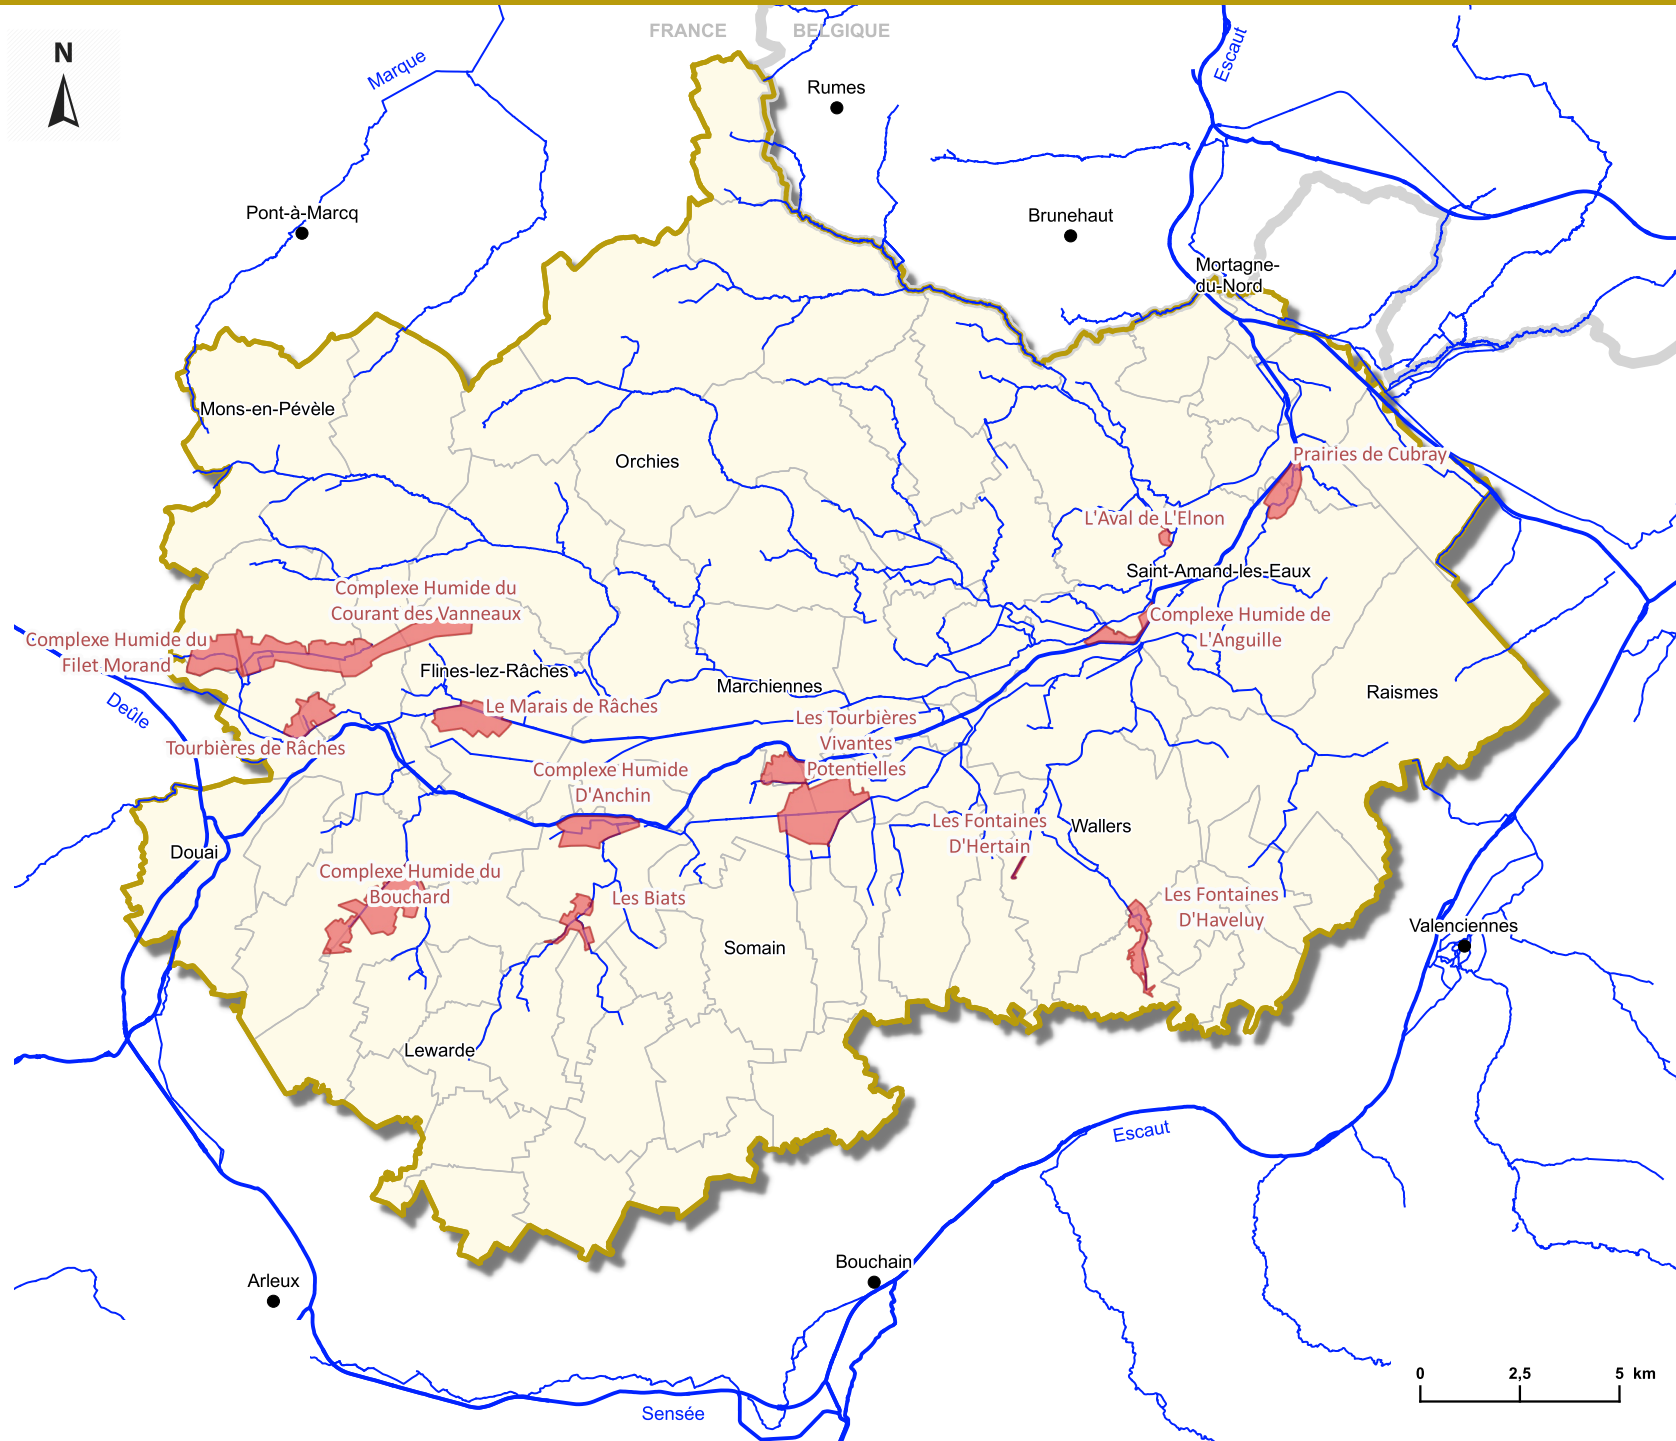 FRANCE
BELGIQUE
N
Marque
Escaut
Rumes
Pont-à-Marcq
Brunehaut
Mortagne-
du-Nord
Mons-en-Pévèle
Orchies
Prairies de Cubray
L'Aval de L'Elnon
Saint-Amand-les-Eaux
Complexe Humide du
Courant des Vanneaux
Complexe Humide de
L'Anguille
Complexe Humide du
Filet Morand
Flines-lez-Râches
Marchiennes
Raismes
Deûle
Le Marais de Râches
Les Tourbières
Vivantes
Potentielles
Tourbières de Râches
Complexe Humide
D'Anchin
Les Fontaines
D'Hertain
Wallers
Douai
Complexe Humide du
Bouchard
Les Biats
Les Fontaines
D'Haveluy
Valenciennes
Somain
Lewarde
Escaut
Bouchain
Arleux
Sensée
0 2,5 5 km